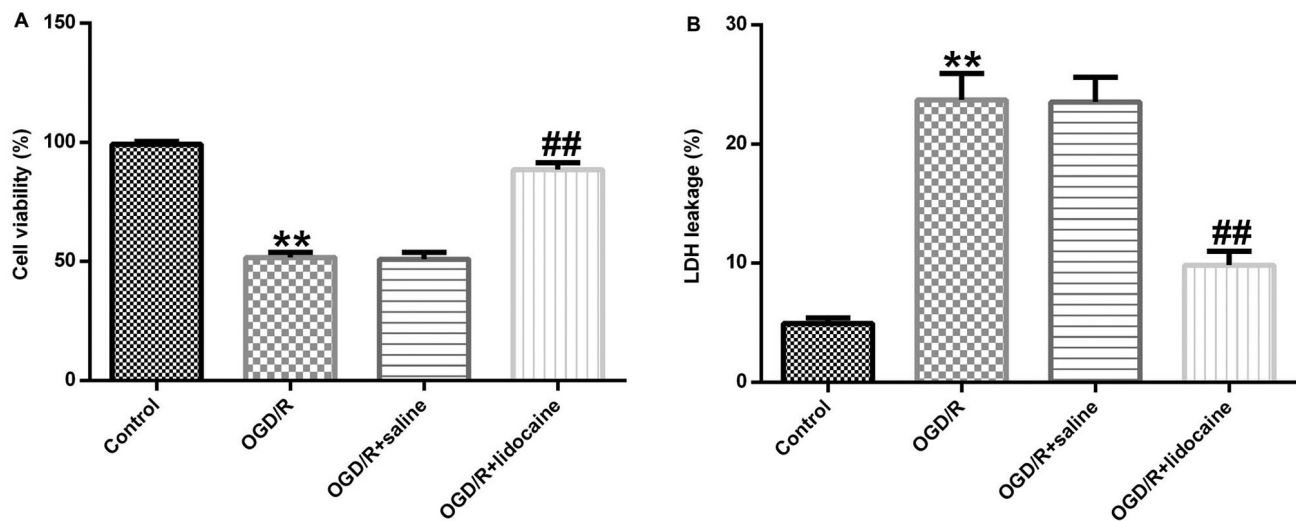 A
150
100
50
0
Cell viability (%)
**
##
Control
OGD/R
OGD/R+saline
OGD/R+lidocaine
B
30
20
10
0
LDH leakage (%)
**
##
Control
OGD/R
OGD/R+saline
OGD/R+lidocaine